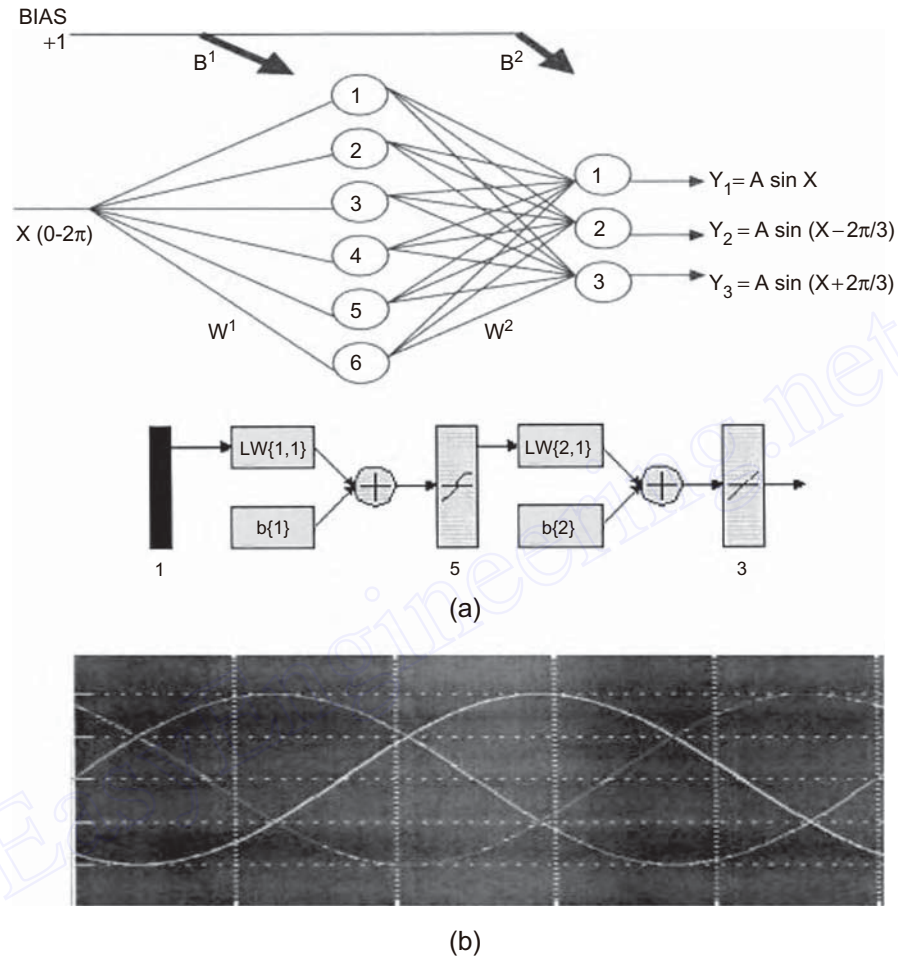 BIAS
+1
B¹
B²
1
2
3
4
5
6
1
2
3
X (0-2π)
W¹
W²
Y₁= A sin X
Y₂= A sin (X−2π/3)
Y₃= A sin (X+2π/3)
LW{1,1}
b{1}
LW{2,1}
b{2}
1
5
3
(a)
(b)
EasyEngineering.net